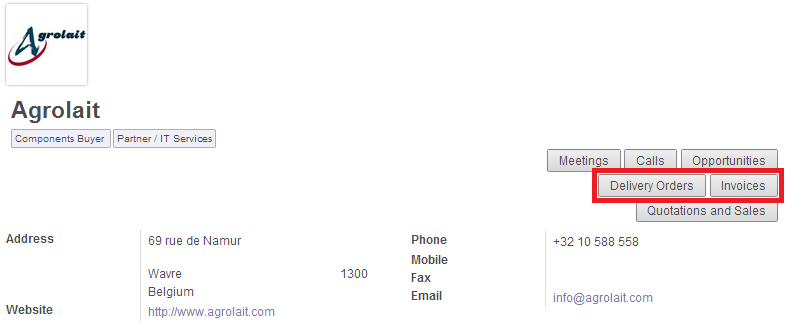 Agrolait
Agrolait
Components Buyer Partner / IT Services
Meetings Calls Opportunities
Delivery Orders Invoices
Quotations and Sales
Address 69 rue de Namur Phone +32 10 588 558
Mobile
Wavre 1300 Fax
Belgium Email info@agrolait.com
Website http://www.agrolait.com